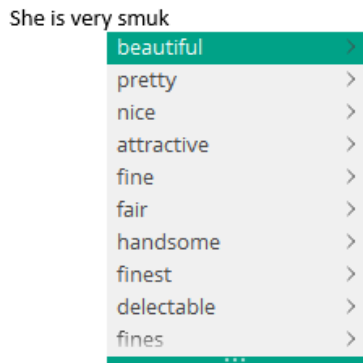 She is very smuk
beautiful
pretty
nice
attractive
fine
fair
handsome
finest
delectable
fines